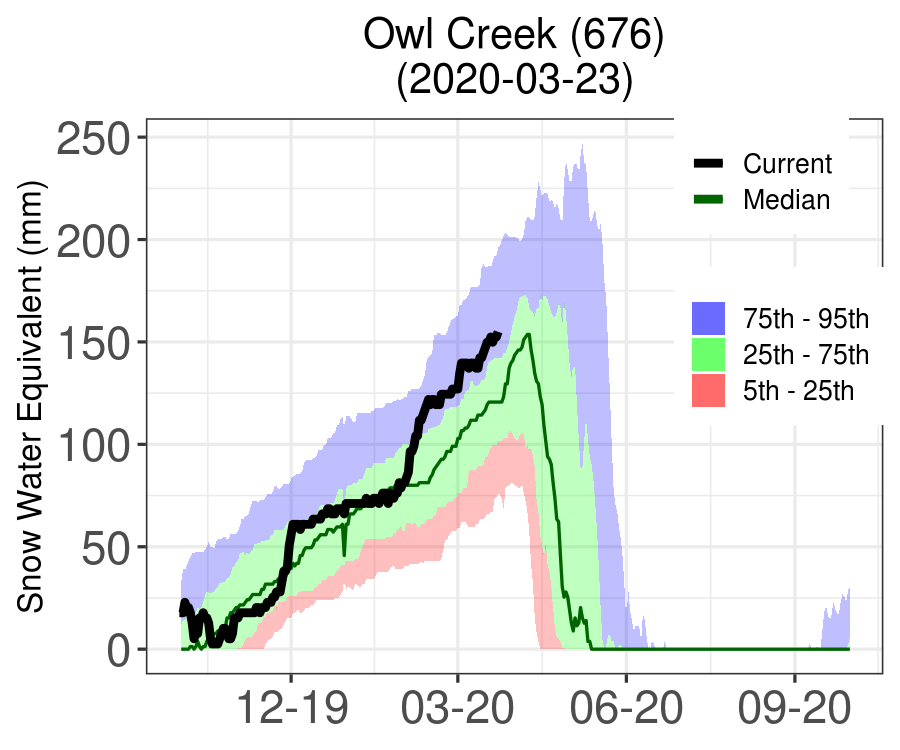 Owl Creek (676)
(2020-03-23)
Snow Water Equivalent (mm)
250
200
150
100
50
0
12-19
03-20
06-20
09-20
Current
Median
75th - 95th
25th - 75th
5th - 25th